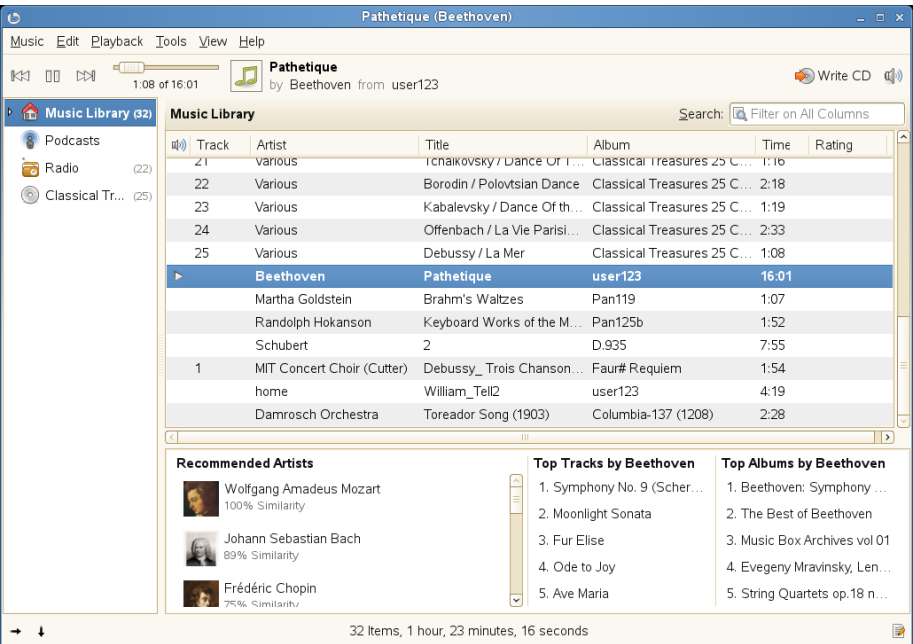 Pathetique (Beethoven)
Music Edit Playback Tools View Help
Pathetique
by Beethoven from user123
1:08 of 16:01
Write CD
Music Library (32)
Podcasts
Radio (22)
Classical Tr... (25)
Music Library
Search: Filter on All Columns
Track Artist Title Album Time Rating
21 Various Tchaikovsky / Dance Of T... Classical Treasures 25 C... 1:16
22 Various Borodin / Polovtsian Dance Classical Treasures 25 C... 2:18
23 Various Kabalevsky / Dance Of th... Classical Treasures 25 C... 1:19
24 Various Offenbach / La Vie Parisi... Classical Treasures 25 C... 2:33
25 Various Debussy / La Mer Classical Treasures 25 C... 1:08
Beethoven Pathetique user123 16:01
Martha Goldstein Brahm's Waltzes Pan119 1:07
Randolph Hokanson Keyboard Works of the M... Pan125b 1:52
Schubert 2 D.935 7:55
1 MIT Concert Choir (Cutter) Debussy_ Trois Chanson... Faur# Requiem 1:54
home William_Tell2 user123 4:19
Damrosch Orchestra Toreador Song (1903) Columbia-137 (1208) 2:28
Recommended Artists
Wolfgang Amadeus Mozart
100% Similarity
Johann Sebastian Bach
89% Similarity
Frédéric Chopin
75% Similarity
Top Tracks by Beethoven
1. Symphony No. 9 (Scher...
2. Moonlight Sonata
3. Fur Elise
4. Ode to Joy
5. Ave Maria
Top Albums by Beethoven
1. Beethoven: Symphony ...
2. The Best of Beethoven
3. Music Box Archives vol 01
4. Evegeny Mravinsky, Len...
5. String Quartets op.18 n...
32 Items, 1 hour, 23 minutes, 16 seconds